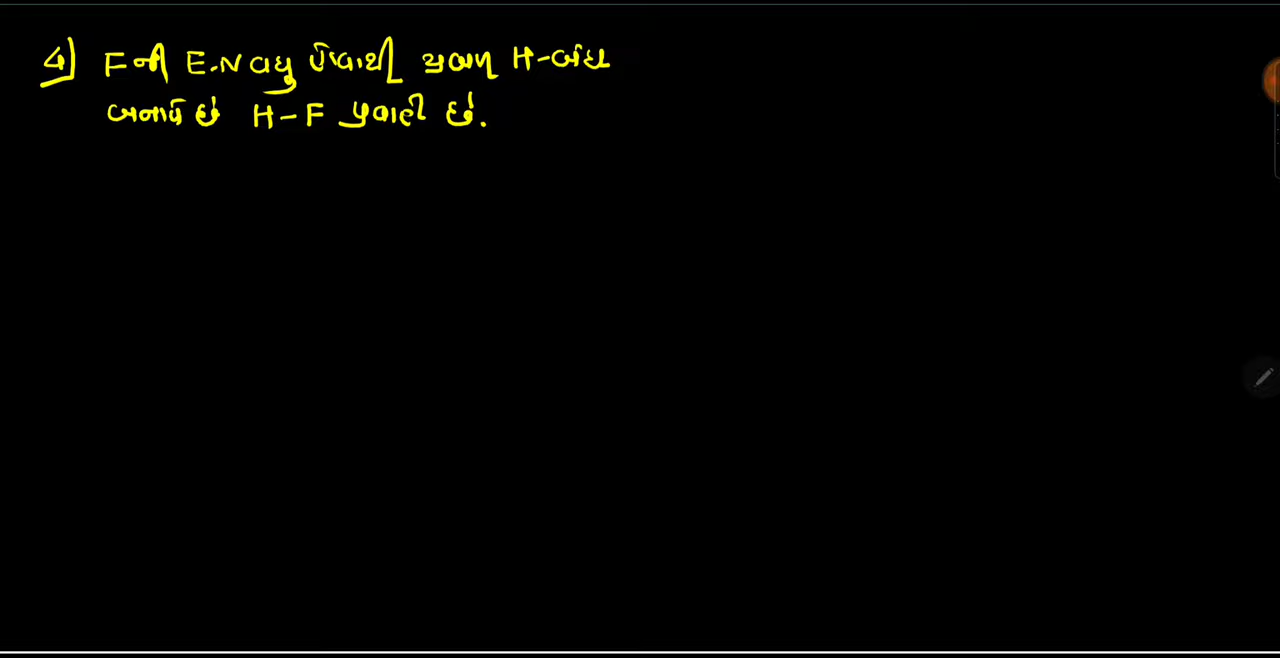 4) F ની E.N વધુ હોવાથી પ્રબળ H-બંધ
બનાવે છે H-F પ્રવાહી છે.